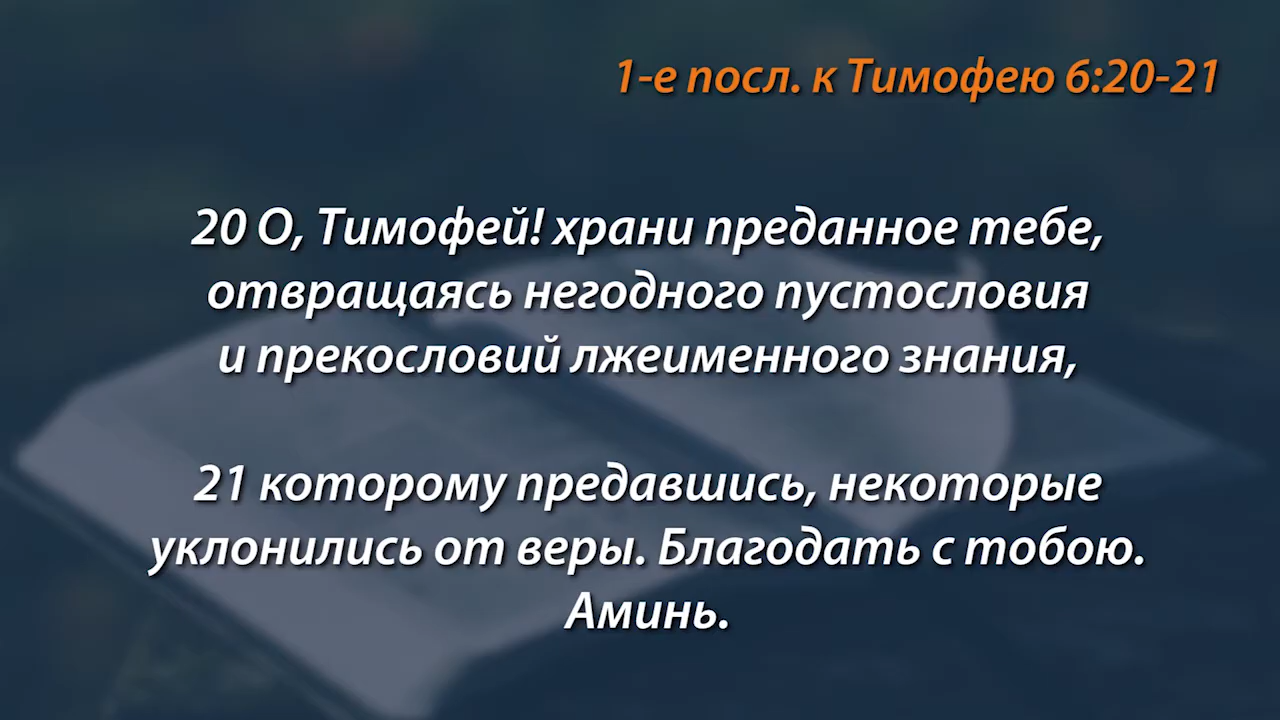 1-е посл. к Тимофею 6:20-21
20 О, Тимофей! храни преданное тебе,
отвращаясь негодного пустословия
и прекословий лжеименного знания,
21 которому предавшись, некоторые
уклонились от веры. Благодать с тобою.
Аминь.